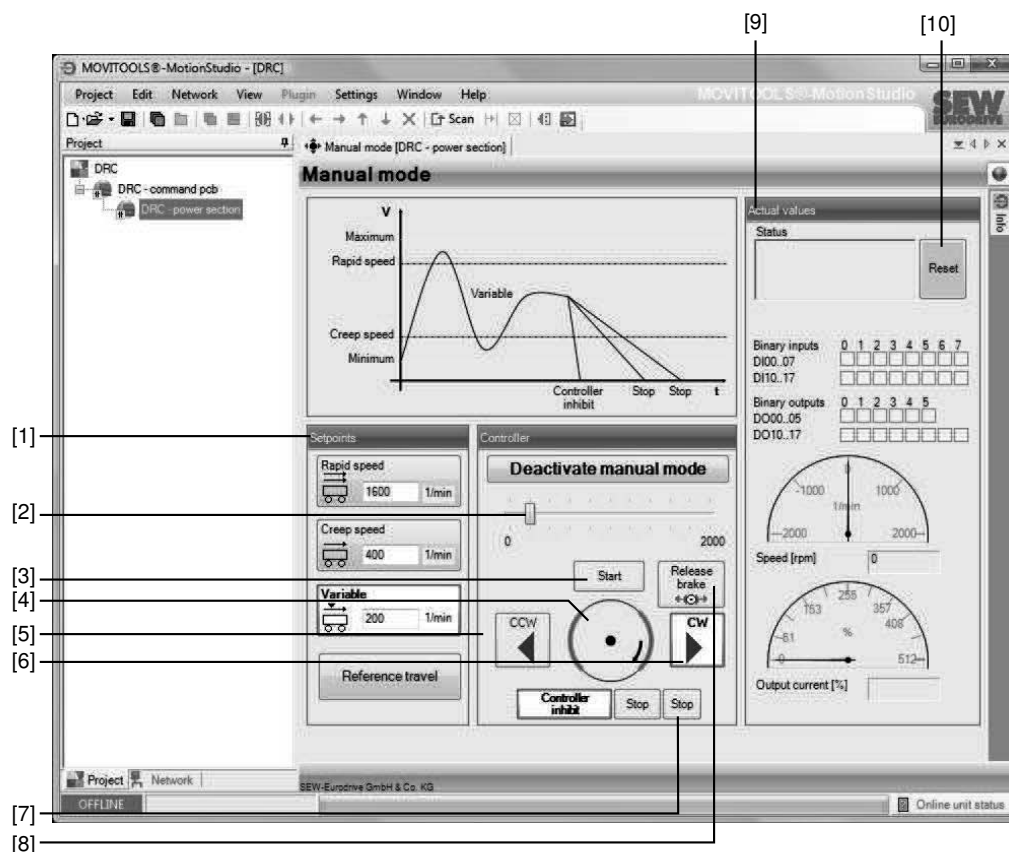 [9]
[10]
MOVITOOLS®-MotionStudio - [DRC]
Project Edit Network View Plugin Settings Window Help
MOVITOOLS®-MotionStudio
SEW
EURODRIVE
Scan
Project
Manual mode [DRC - power section]
DRC
DRC - command pcb
DRC - power section
Info
Manual mode
V
Maximum
Rapid speed
Variable
Creep speed
Minimum
Controller inhibit
Stop
Stop
t
Actual values
Status
Reset
Binary inputs 0 1 2 3 4 5 6 7
DI00..07
DI10..17
Binary outputs 0 1 2 3 4 5
DO00..05
DO10..17
0
-1000 1000
1/min
-2000 2000
Speed [rpm] 0
255
153 357
408
51 %
0 512
Output current [%]
[1]
Setpoints
Rapid speed
1600 1/min
Creep speed
400 1/min
Variable
200 1/min
Reference travel
Controller
Deactivate manual mode
[2]
0 2000
[3]
Start
Release brake
[4]
[5]
CCW
CW
[6]
Controller inhibit
Stop
Stop
Project Network
SEW-Eurodrive GmbH & Co. KG
OFFLINE
Online unit status
[7]
[8]